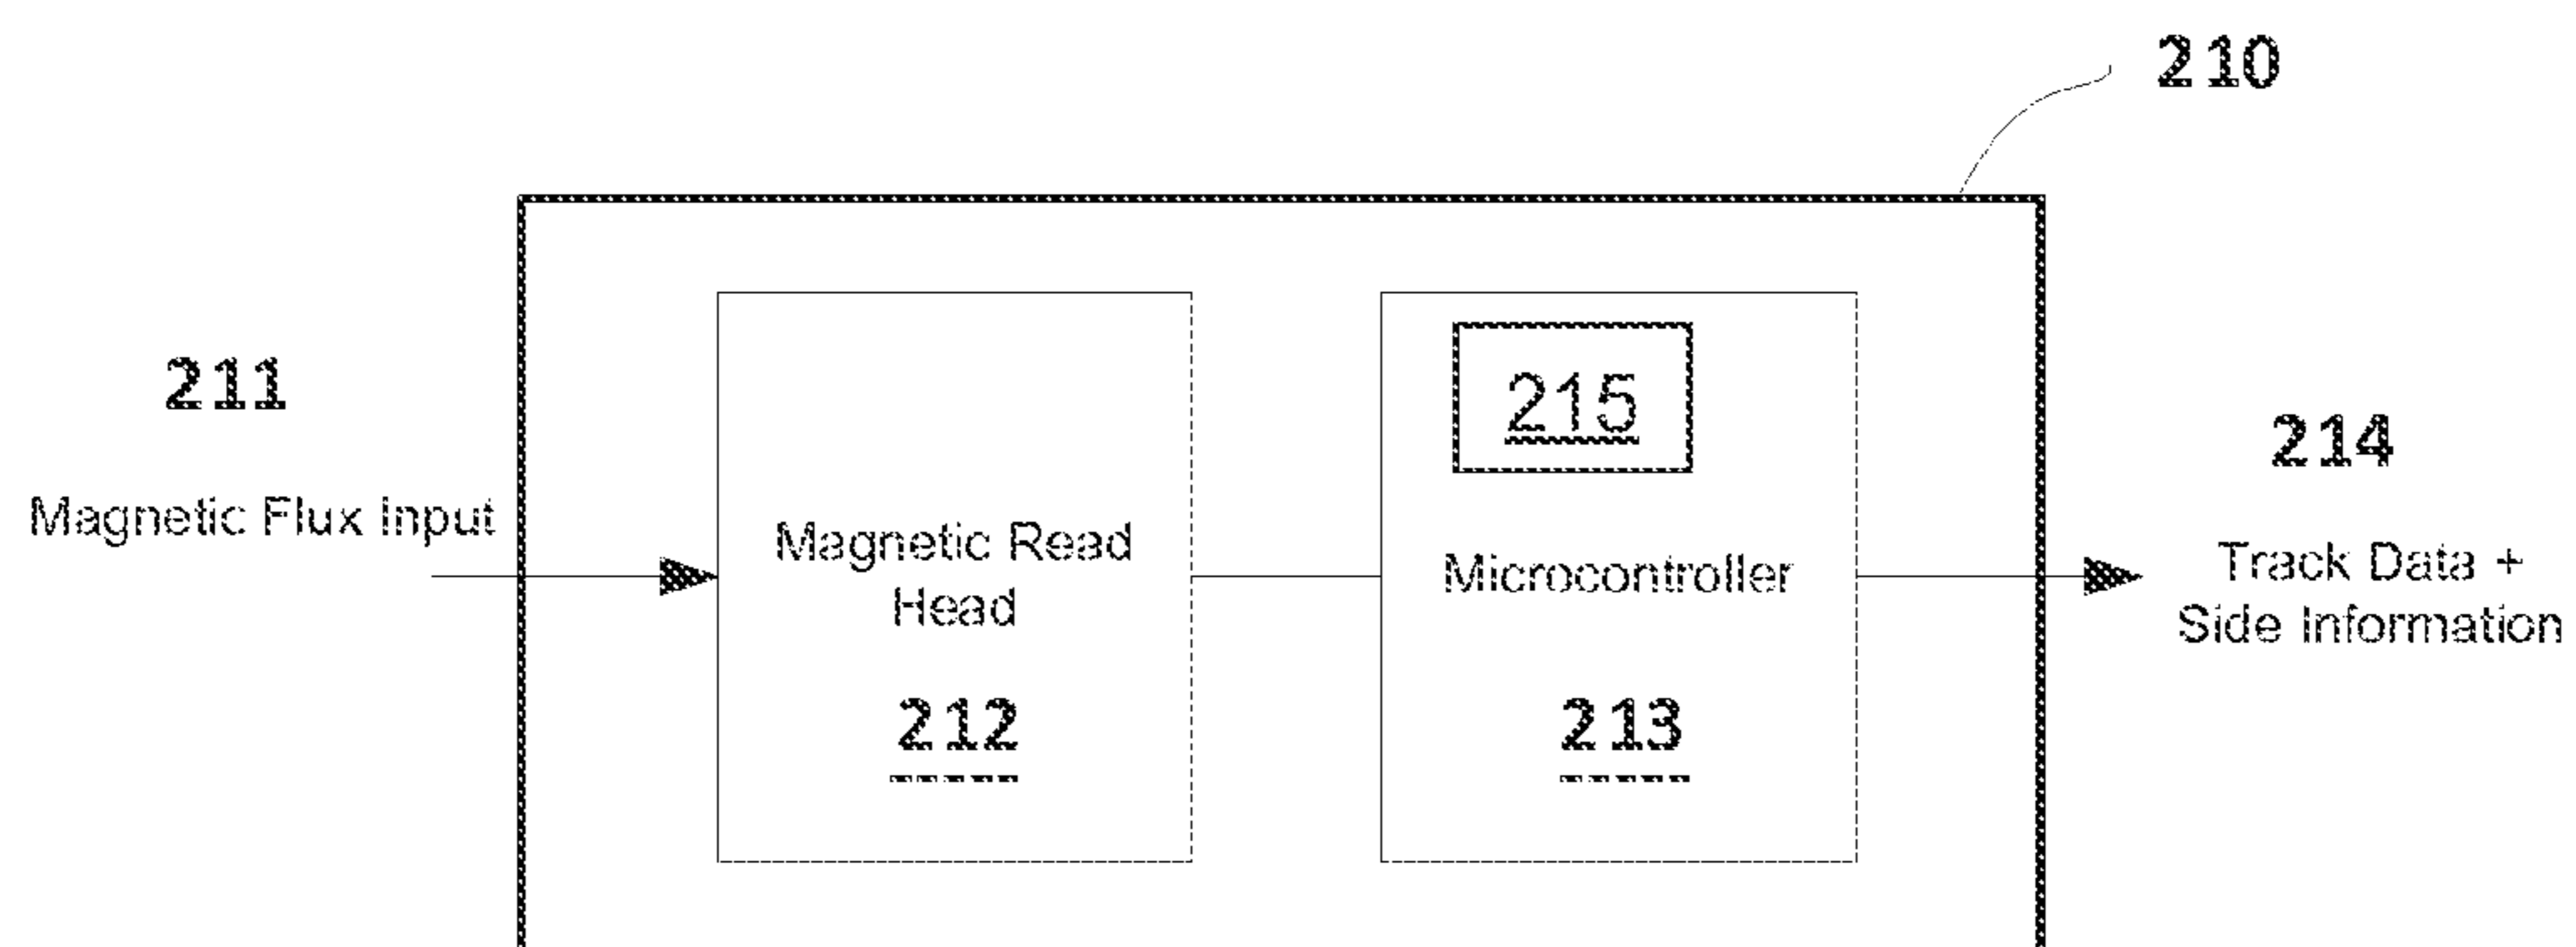 210
211
Magnetic Flux Input
Magnetic Read
Head
212
215
Microcontroller
213
214
Track Data +
Side Information